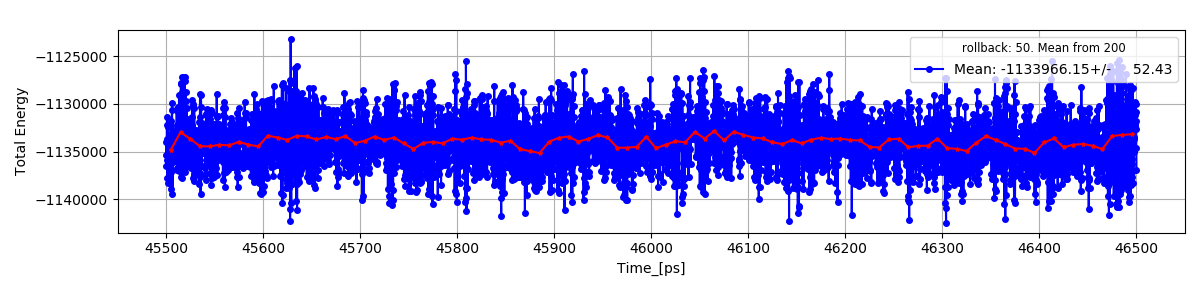 rollback: 50. Mean from 200
Mean: -1133966.15+/- 52.43
−1125000
−1130000
−1135000
−1140000
Total Energy
45500 45600 45700 45800 45900 46000 46100 46200 46300 46400 46500
Time_[ps]